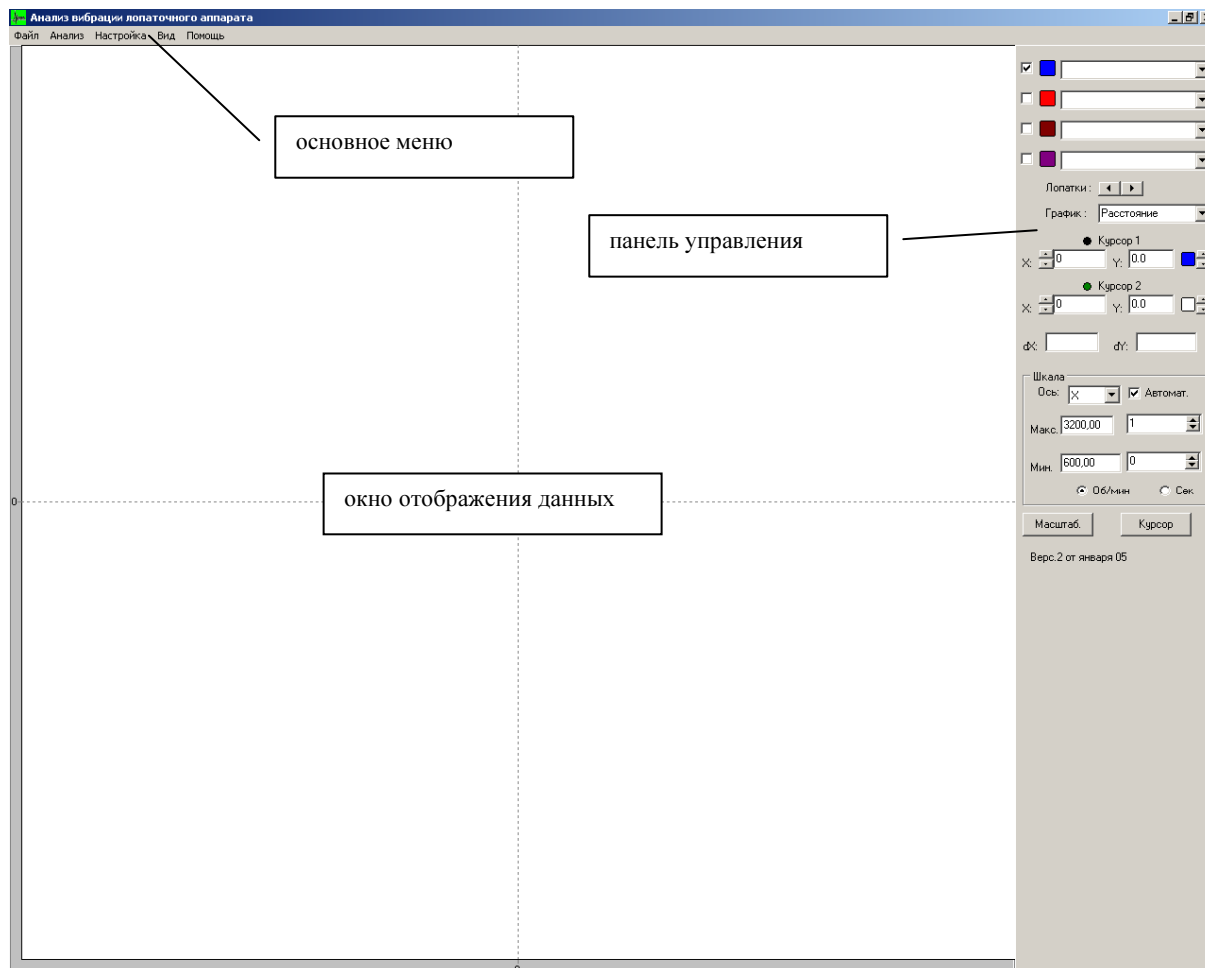 Анализ вибрации лопаточного аппарата
Файл Анализ Настройка Вид Помощь
основное меню
панель управления
Лопатки :
График : Расстояние
Курсор 1
X: 0 Y: 0.0
Курсор 2
X: 0 Y: 0.0
dX: dY:
Шкала
Ось: X Автомат.
Макс. 3200,00 1
Мин. 600,00 0
0
окно отображения данных
Об/мин Сек
Масштаб. Курсор
Верс.2 от января 05